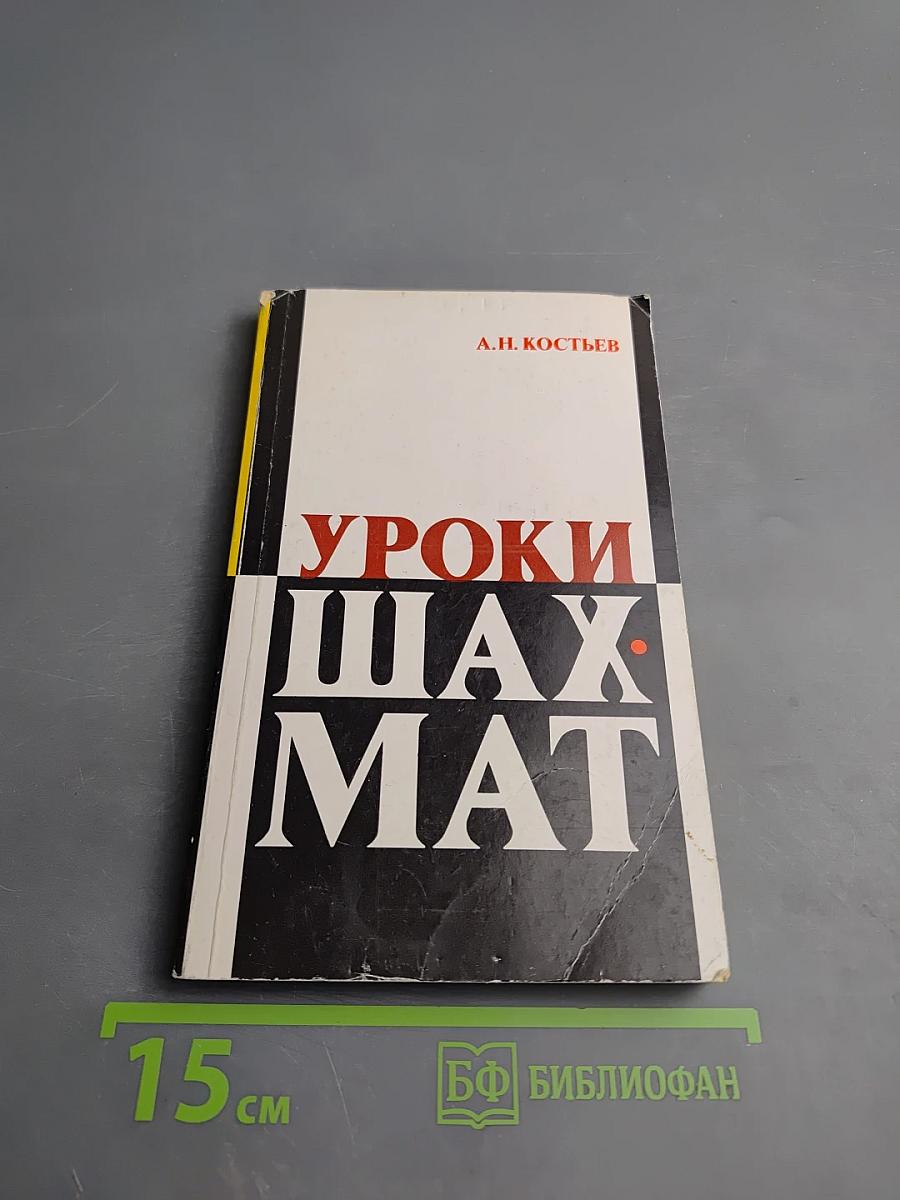 А.Н. КОСТЬЕВ
УРОКИ
ШАХ·
МАТ
15 см
БФ БИБЛИОФАН